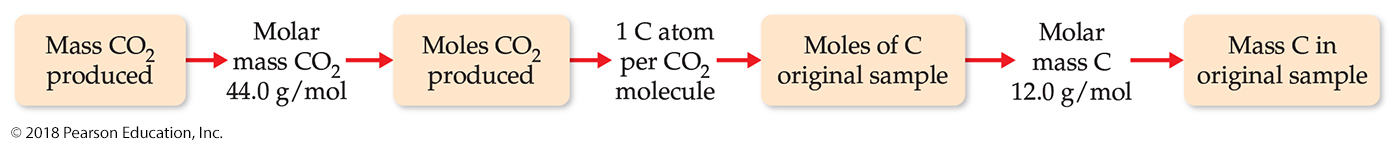 Mass CO₂
produced
Molar
mass CO₂
44.0 g/mol
Moles CO₂
produced
1 C atom
per CO₂
molecule
Moles of C
original sample
Molar
mass C
12.0 g/mol
Mass C in
original sample
© 2018 Pearson Education, Inc.